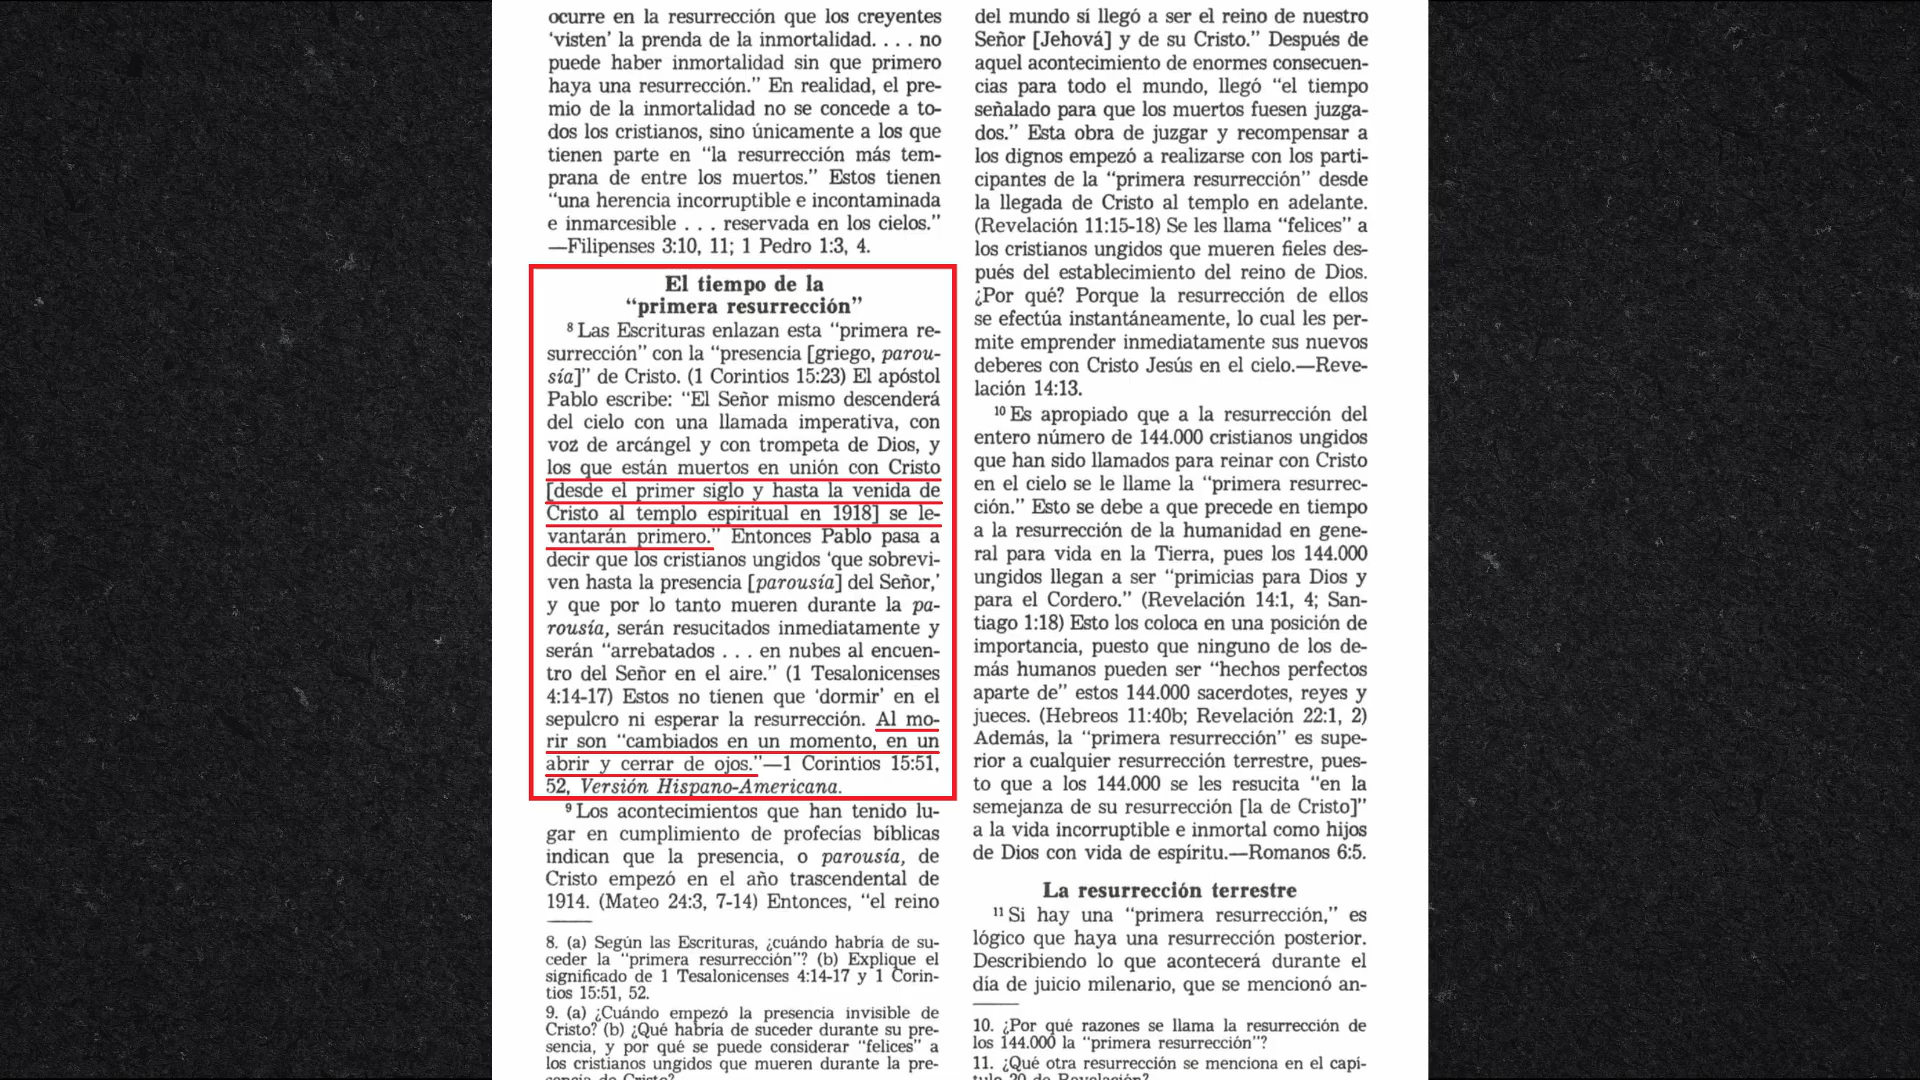 ocurre en la resurrección que los creyentes
‘visten’ la prenda de la inmortalidad. . . . no
puede haber inmortalidad sin que primero
haya una resurrección.” En realidad, el pre-
mio de la inmortalidad no se concede a to-
dos los cristianos, sino únicamente a los que
tienen parte en “la resurrección más tem-
prana de entre los muertos.” Estos tienen
“una herencia incorruptible e incontaminada
e inmarcesible . . . reservada en los cielos.”
—Filipenses 3:10, 11; 1 Pedro 1:3, 4.
El tiempo de la
“primera resurrección”
⁸ Las Escrituras enlazan esta “primera re-
surrección” con la “presencia [griego, parou-
sía]” de Cristo. (1 Corintios 15:23) El apóstol
Pablo escribe: “El Señor mismo descenderá
del cielo con una llamada imperativa, con
voz de arcángel y con trompeta de Dios, y
los que están muertos en unión con Cristo
[desde el primer siglo y hasta la venida de
Cristo al templo espiritual en 1918] se le-
vantarán primero.” Entonces Pablo pasa a
decir que los cristianos ungidos ‘que sobrevi-
ven hasta la presencia [parousía] del Señor,’
y que por lo tanto mueren durante la pa-
rousía, serán resucitados inmediatamente y
serán “arrebatados . . . en nubes al encuen-
tro del Señor en el aire.” (1 Tesalonicenses
4:14-17) Estos no tienen que ‘dormir’ en el
sepulcro ni esperar la resurrección. Al mo-
rir son “cambiados en un momento, en un
abrir y cerrar de ojos.”—1 Corintios 15:51,
52, Versión Hispano-Americana.
⁹ Los acontecimientos que han tenido lu-
gar en cumplimiento de profecías bíblicas
indican que la presencia, o parousía, de
Cristo empezó en el año trascendental de
1914. (Mateo 24:3, 7-14) Entonces, “el reino
8. (a) Según las Escrituras, ¿cuándo habría de su-
ceder la “primera resurrección”? (b) Explique el
significado de 1 Tesalonicenses 4:14-17 y 1 Corin-
tios 15:51, 52.
9. (a) ¿Cuándo empezó la presencia invisible de
Cristo? (b) ¿Qué habría de suceder durante su pre-
sencia, y por qué se puede considerar “felices” a
los cristianos ungidos que mueren durante la pre-
sencia de Cristo?
del mundo sí llegó a ser el reino de nuestro
Señor [Jehová] y de su Cristo.” Después de
aquel acontecimiento de enormes consecuen-
cias para todo el mundo, llegó “el tiempo
señalado para que los muertos fuesen juzga-
dos.” Esta obra de juzgar y recompensar a
los dignos empezó a realizarse con los parti-
cipantes de la “primera resurrección” desde
la llegada de Cristo al templo en adelante.
(Revelación 11:15-18) Se les llama “felices” a
los cristianos ungidos que mueren fieles des-
pués del establecimiento del reino de Dios.
¿Por qué? Porque la resurrección de ellos
se efectúa instantáneamente, lo cual les per-
mite emprender inmediatamente sus nuevos
deberes con Cristo Jesús en el cielo.—Reve-
lación 14:13.
¹⁰ Es apropiado que a la resurrección del
entero número de 144.000 cristianos ungidos
que han sido llamados para reinar con Cristo
en el cielo se le llame la “primera resurrec-
ción.” Esto se debe a que precede en tiempo
a la resurrección de la humanidad en gene-
ral para vida en la Tierra, pues los 144.000
ungidos llegan a ser “primicias para Dios y
para el Cordero.” (Revelación 14:1, 4; San-
tiago 1:18) Esto los coloca en una posición de
importancia, puesto que ninguno de los de-
más humanos pueden ser “hechos perfectos
aparte de” estos 144.000 sacerdotes, reyes y
jueces. (Hebreos 11:40b; Revelación 22:1, 2)
Además, la “primera resurrección” es supe-
rior a cualquier resurrección terrestre, pues-
to que a los 144.000 se les resucita “en la
semejanza de su resurrección [la de Cristo]”
a la vida incorruptible e inmortal como hijos
de Dios con vida de espíritu.—Romanos 6:5.
La resurrección terrestre
¹¹ Si hay una “primera resurrección,” es
lógico que haya una resurrección posterior.
Describiendo lo que acontecerá durante el
día de juicio milenario, que se mencionó an-
10. ¿Por qué razones se llama la resurrección de
los 144.000 la “primera resurrección”?
11. ¿Qué otra resurrección se menciona en el capí-
tulo 20 de Revelación?